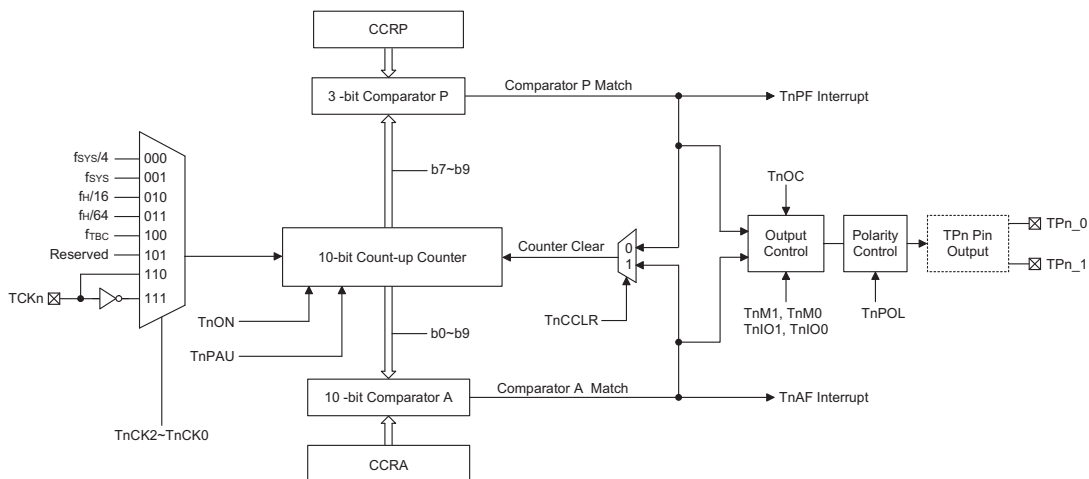 CCRP
3 -bit Comparator P
Comparator P Match
TnPF Interrupt
b7~b9
fSYS/4
000
fSYS
001
fH/16
010
fH/64
011
fTBC
100
Reserved
101
110
111
TCKn
TnCK2~TnCK0
10-bit Count-up Counter
TnON
TnPAU
Counter Clear
0
1
TnCCLR
TnOC
Output
Control
TnM1, TnM0
TnIO1, TnIO0
Polarity
Control
TnPOL
TPn Pin
Output
TPn_0
TPn_1
b0~b9
10 -bit Comparator A
Comparator A Match
TnAF Interrupt
CCRA